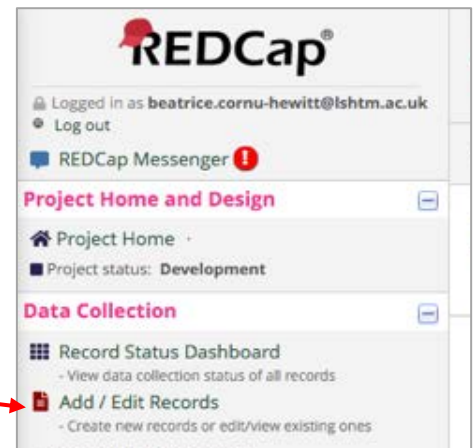 REDCap®
Logged in as beatrice.cornu-hewitt@lshtm.ac.uk
Log out
REDCap Messenger
Project Home and Design
Project Home ·
Project status: Development
Data Collection
Record Status Dashboard
- View data collection status of all records
Add / Edit Records
- Create new records or edit/view existing ones